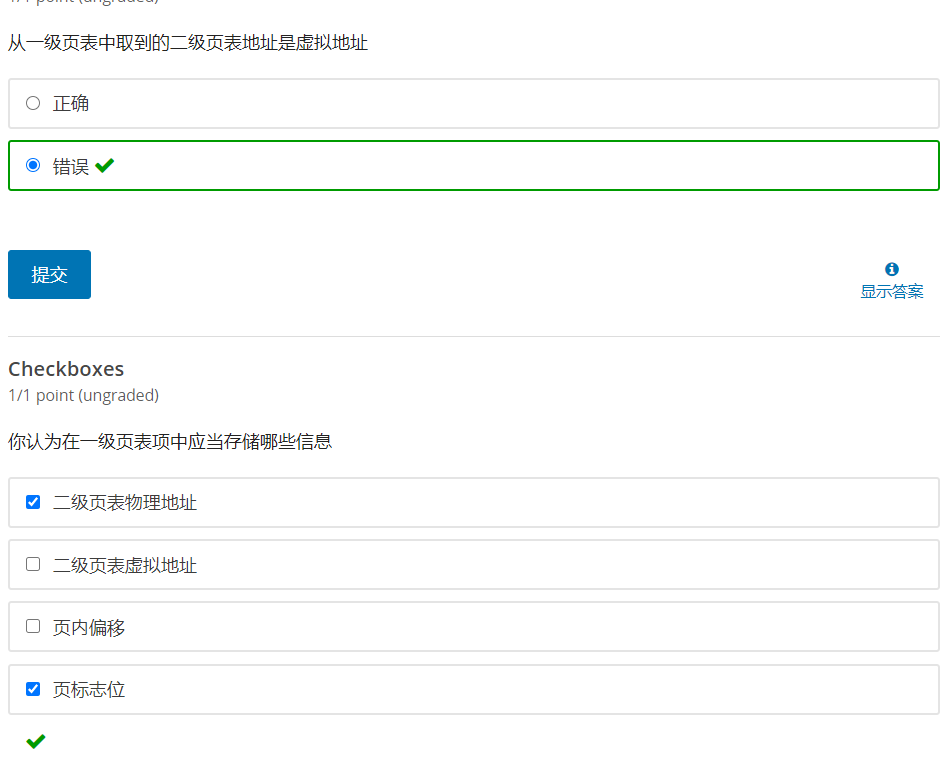 1/1 point (ungraded)
从一级页表中取到的二级页表地址是虚拟地址
正确
错误
提交
显示答案
Checkboxes
1/1 point (ungraded)
你认为在一级页表项中应当存储哪些信息
二级页表物理地址
二级页表虚拟地址
页内偏移
页标志位